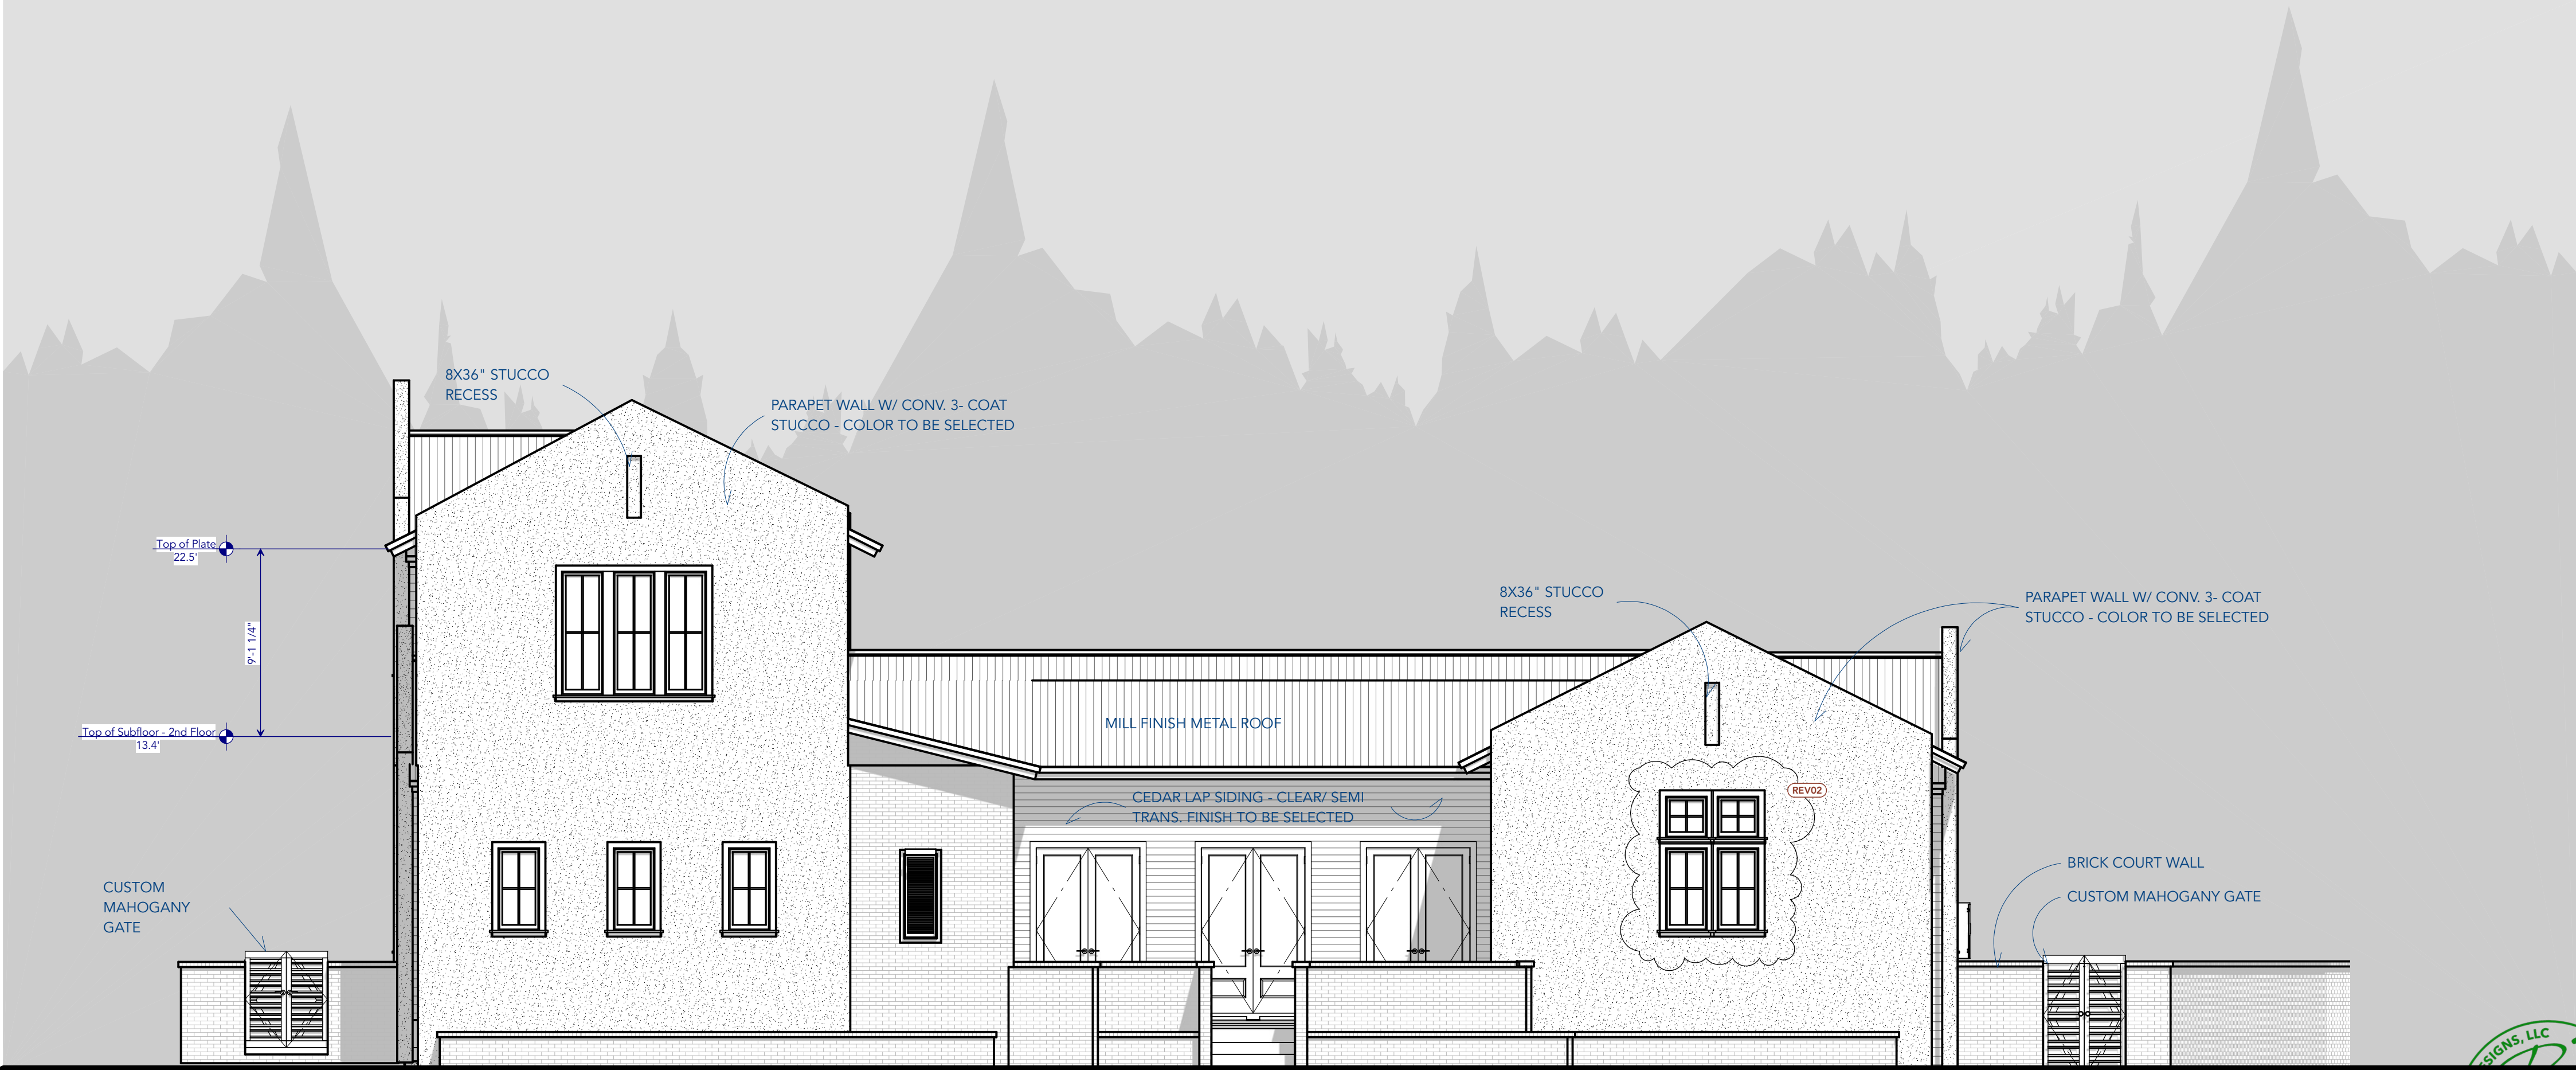 8X36" STUCCO
RECESS
PARAPET WALL W/ CONV. 3- COAT
STUCCO - COLOR TO BE SELECTED
Top of Plate
22.5'
9'-1 1/4"
Top of Subfloor - 2nd Floor
13.4'
8X36" STUCCO
RECESS
PARAPET WALL W/ CONV. 3- COAT
STUCCO - COLOR TO BE SELECTED
MILL FINISH METAL ROOF
CEDAR LAP SIDING - CLEAR/ SEMI
TRANS. FINISH TO BE SELECTED
REV02
CUSTOM
MAHOGANY
GATE
BRICK COURT WALL
CUSTOM MAHOGANY GATE
SIGNS, LLC